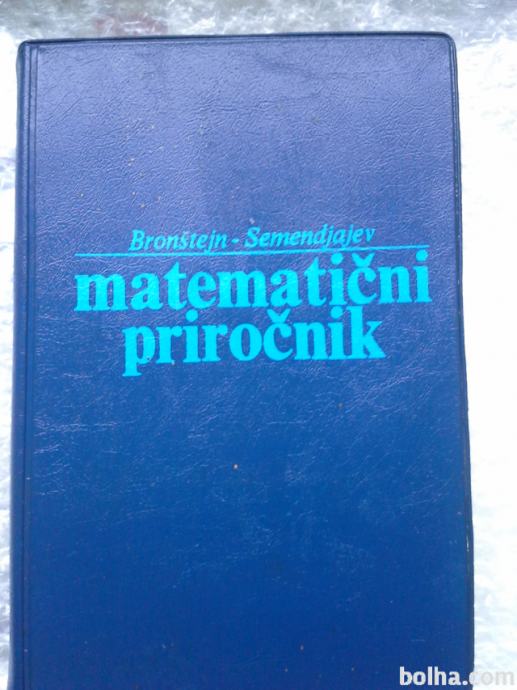 Bronštejn - Semendjajev
matematični
priročnik
bolha.com